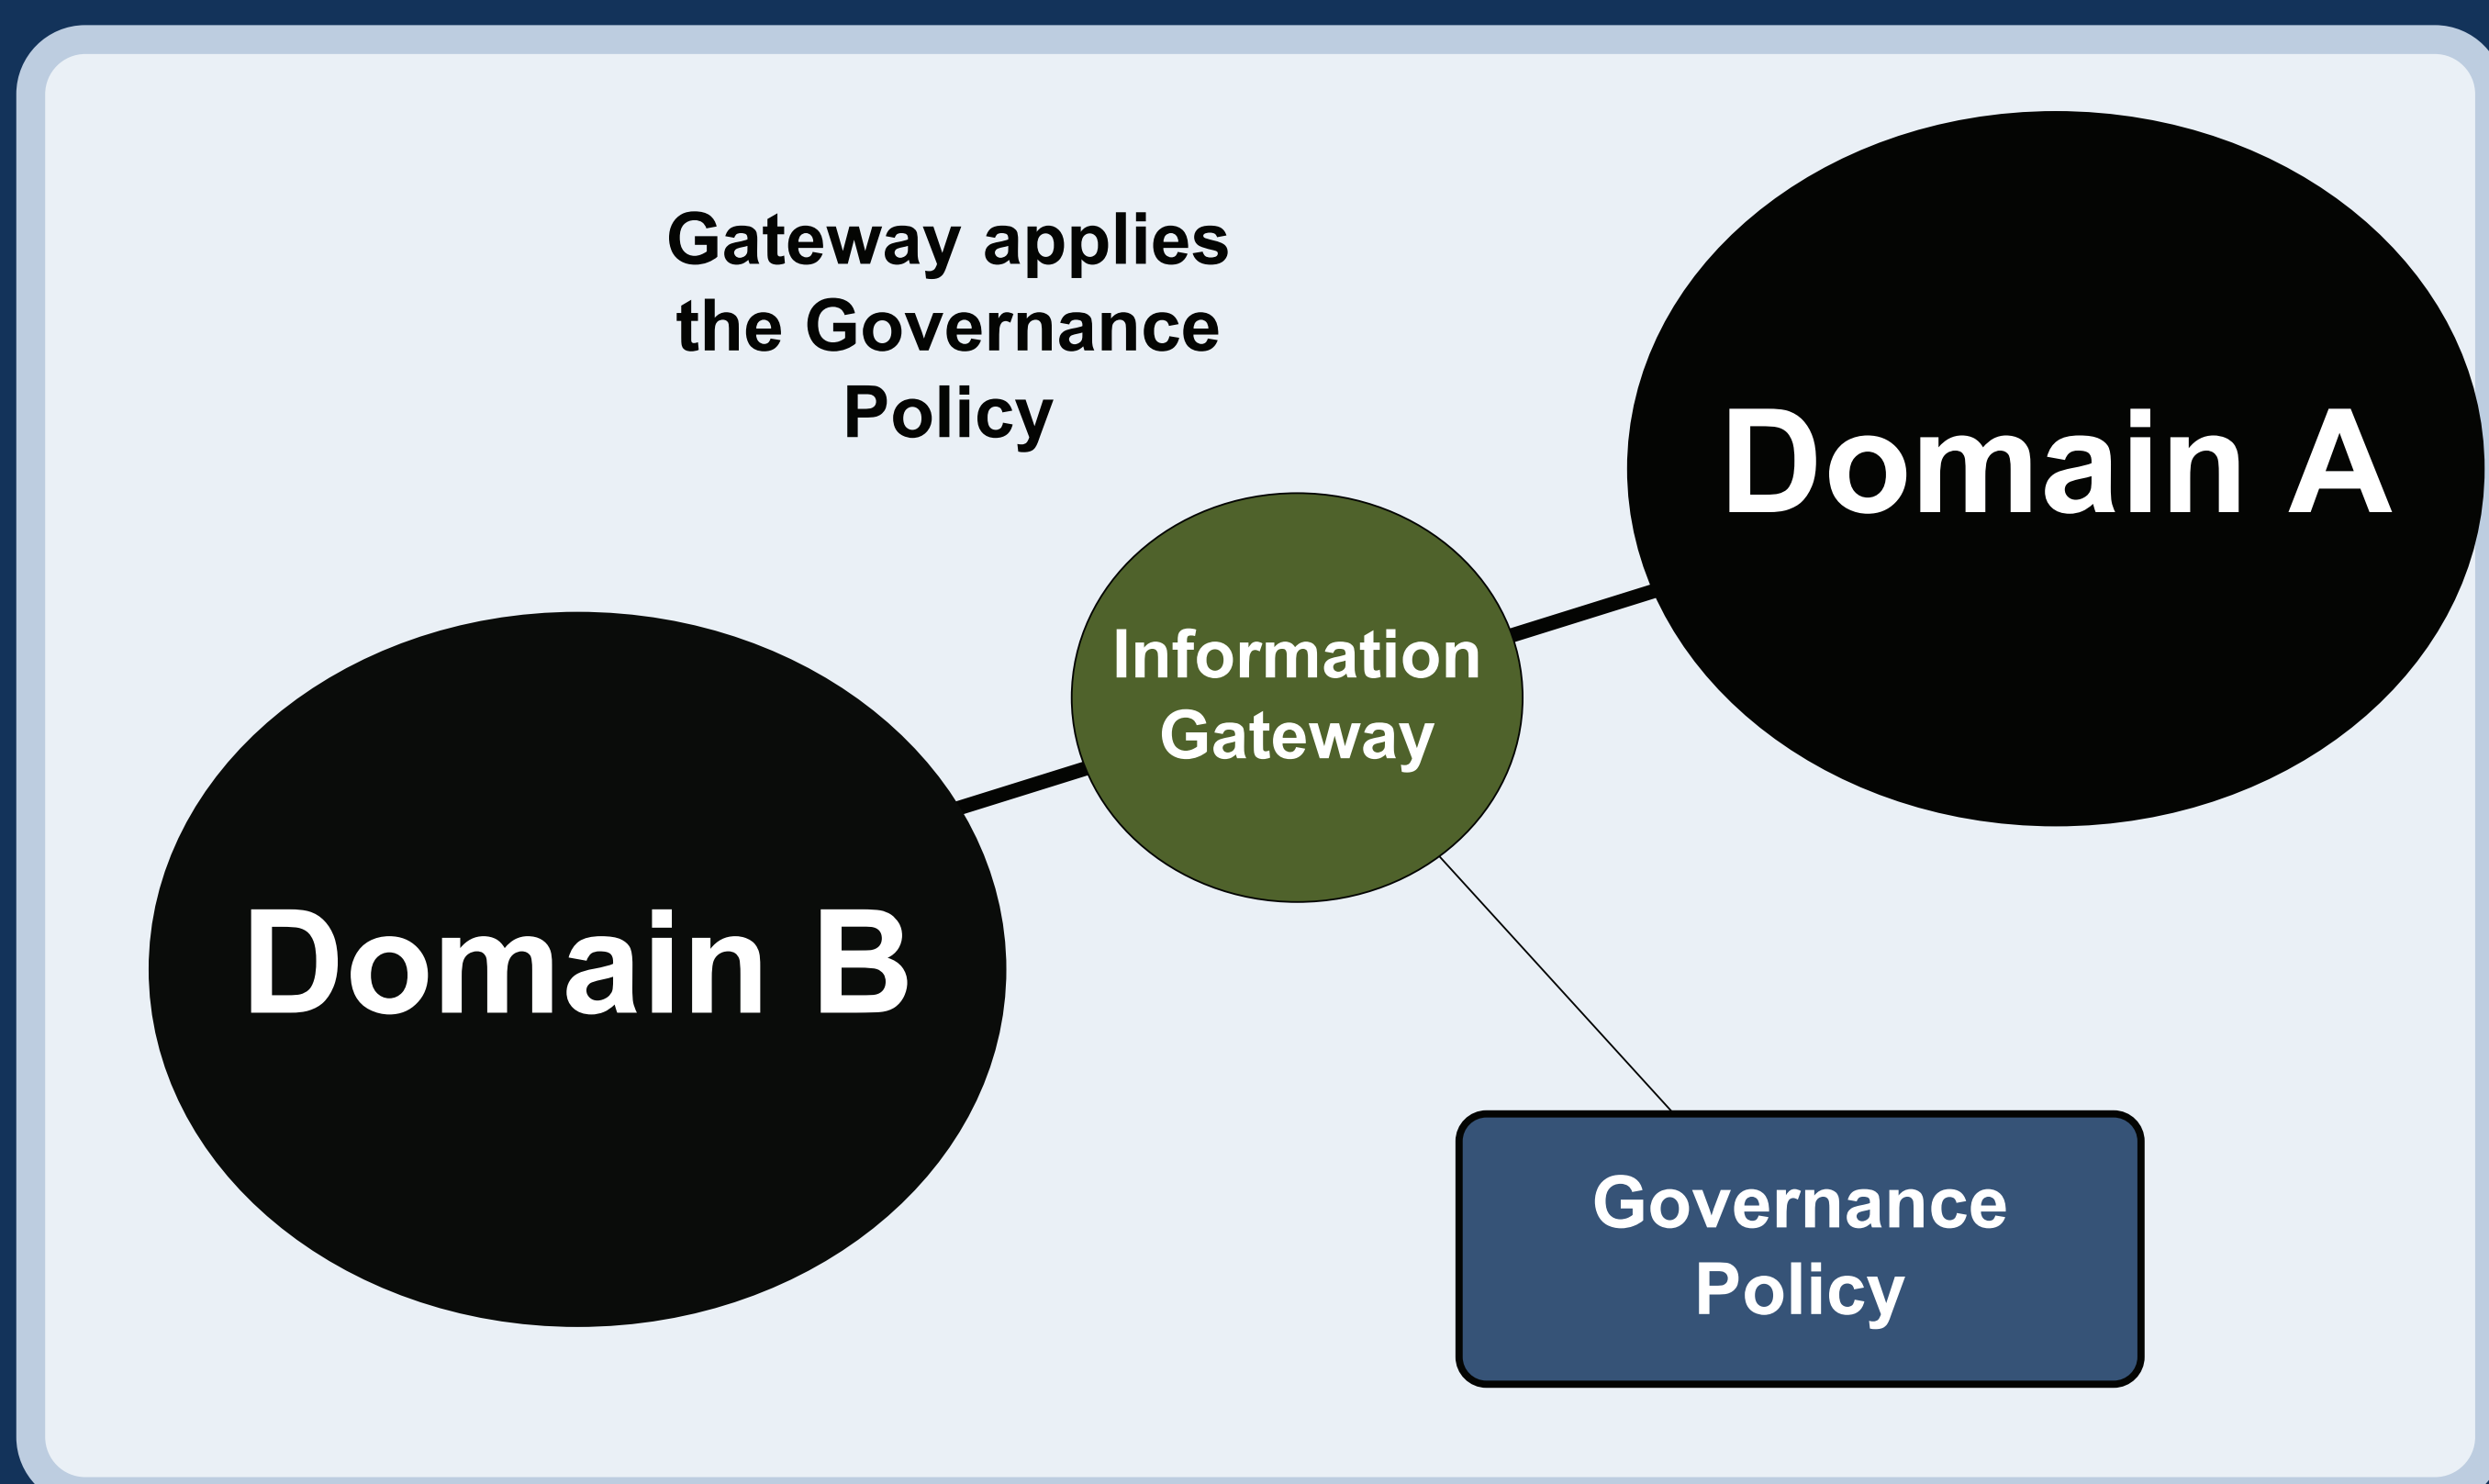 Gateway applies
the Governance
Policy
Domain A
Information
Gateway
Domain B
Governance
Policy